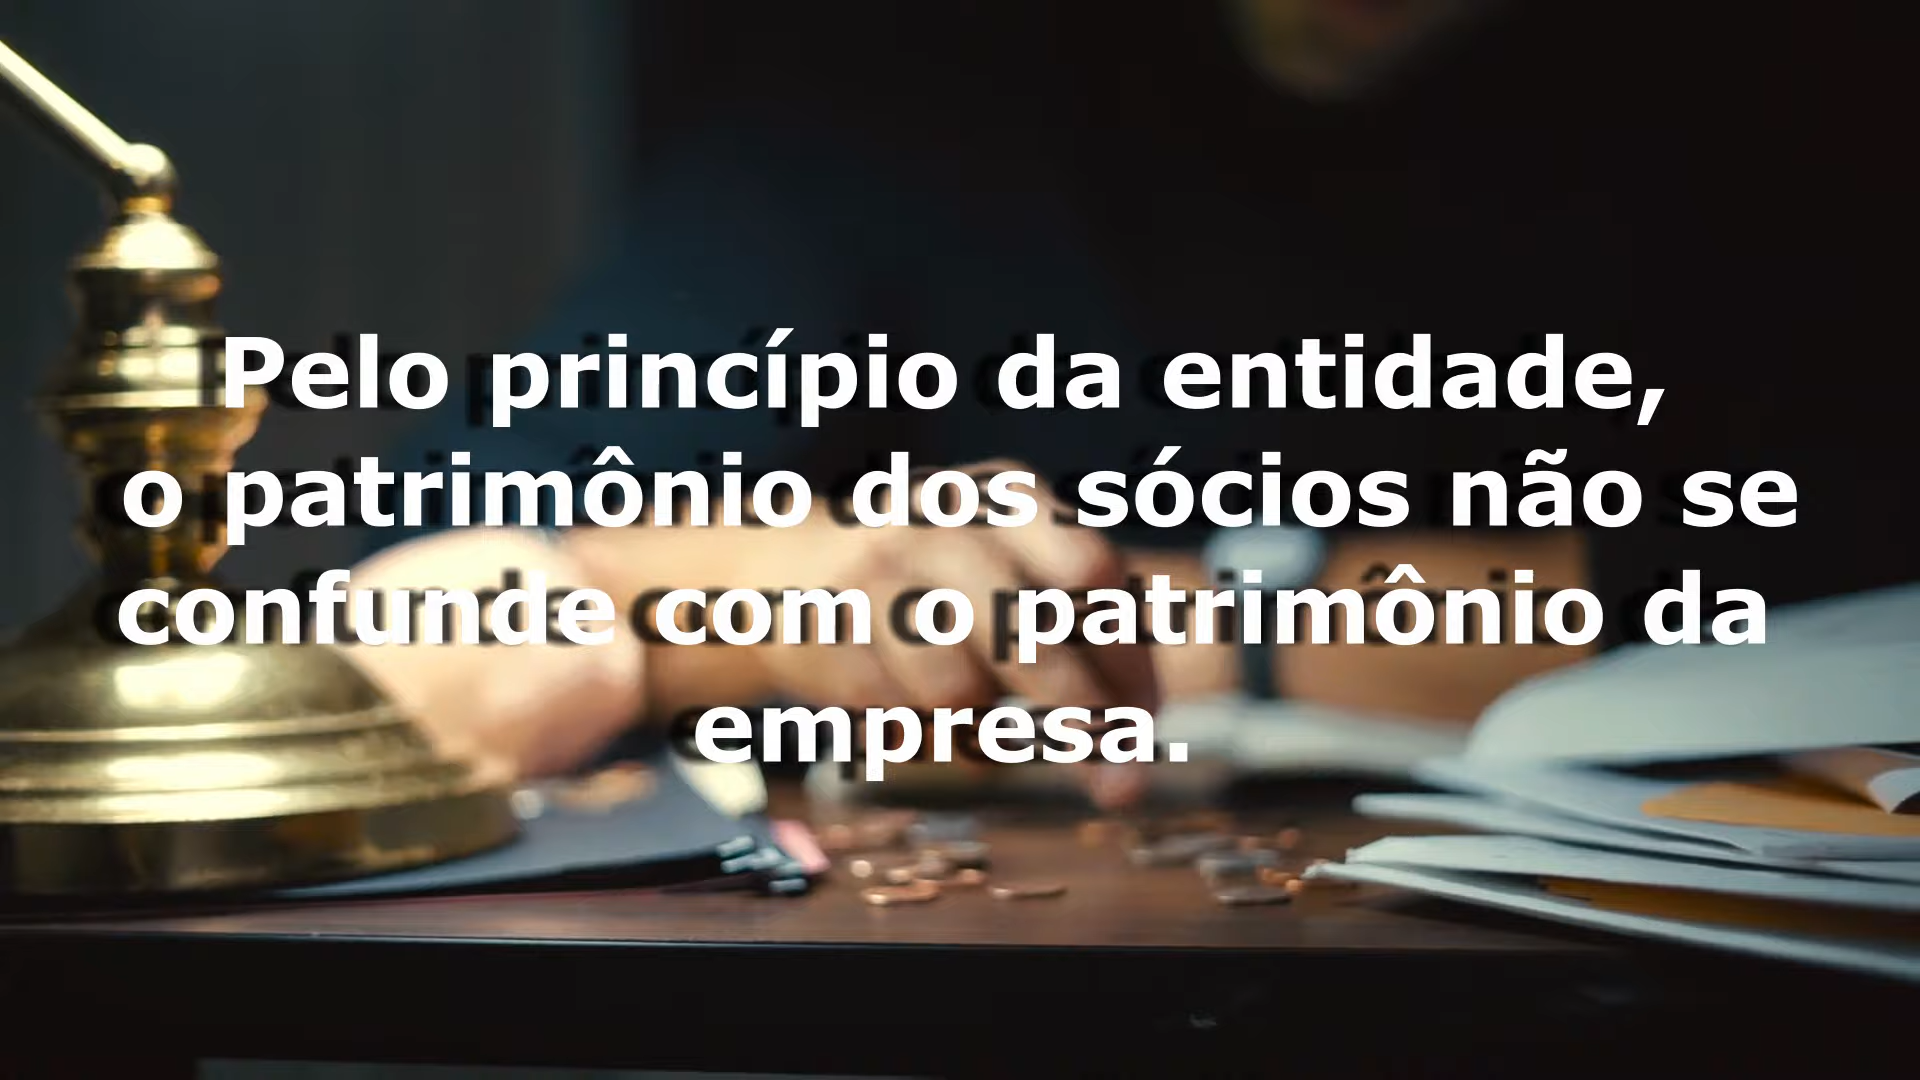 Pelo princípio da entidade,
o patrimônio dos sócios não se
confunde com o patrimônio da
empresa.